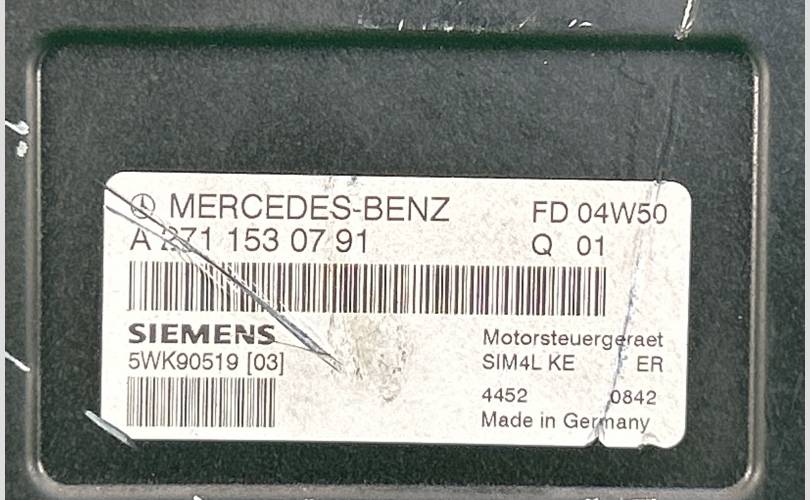 MERCEDES-BENZ FD 04W50
A 271 153 07 91 Q 01
SIEMENS
5WK90519 [03]
Motorsteuergeraet
SIM4L KE ER
4452 0842
Made in Germany